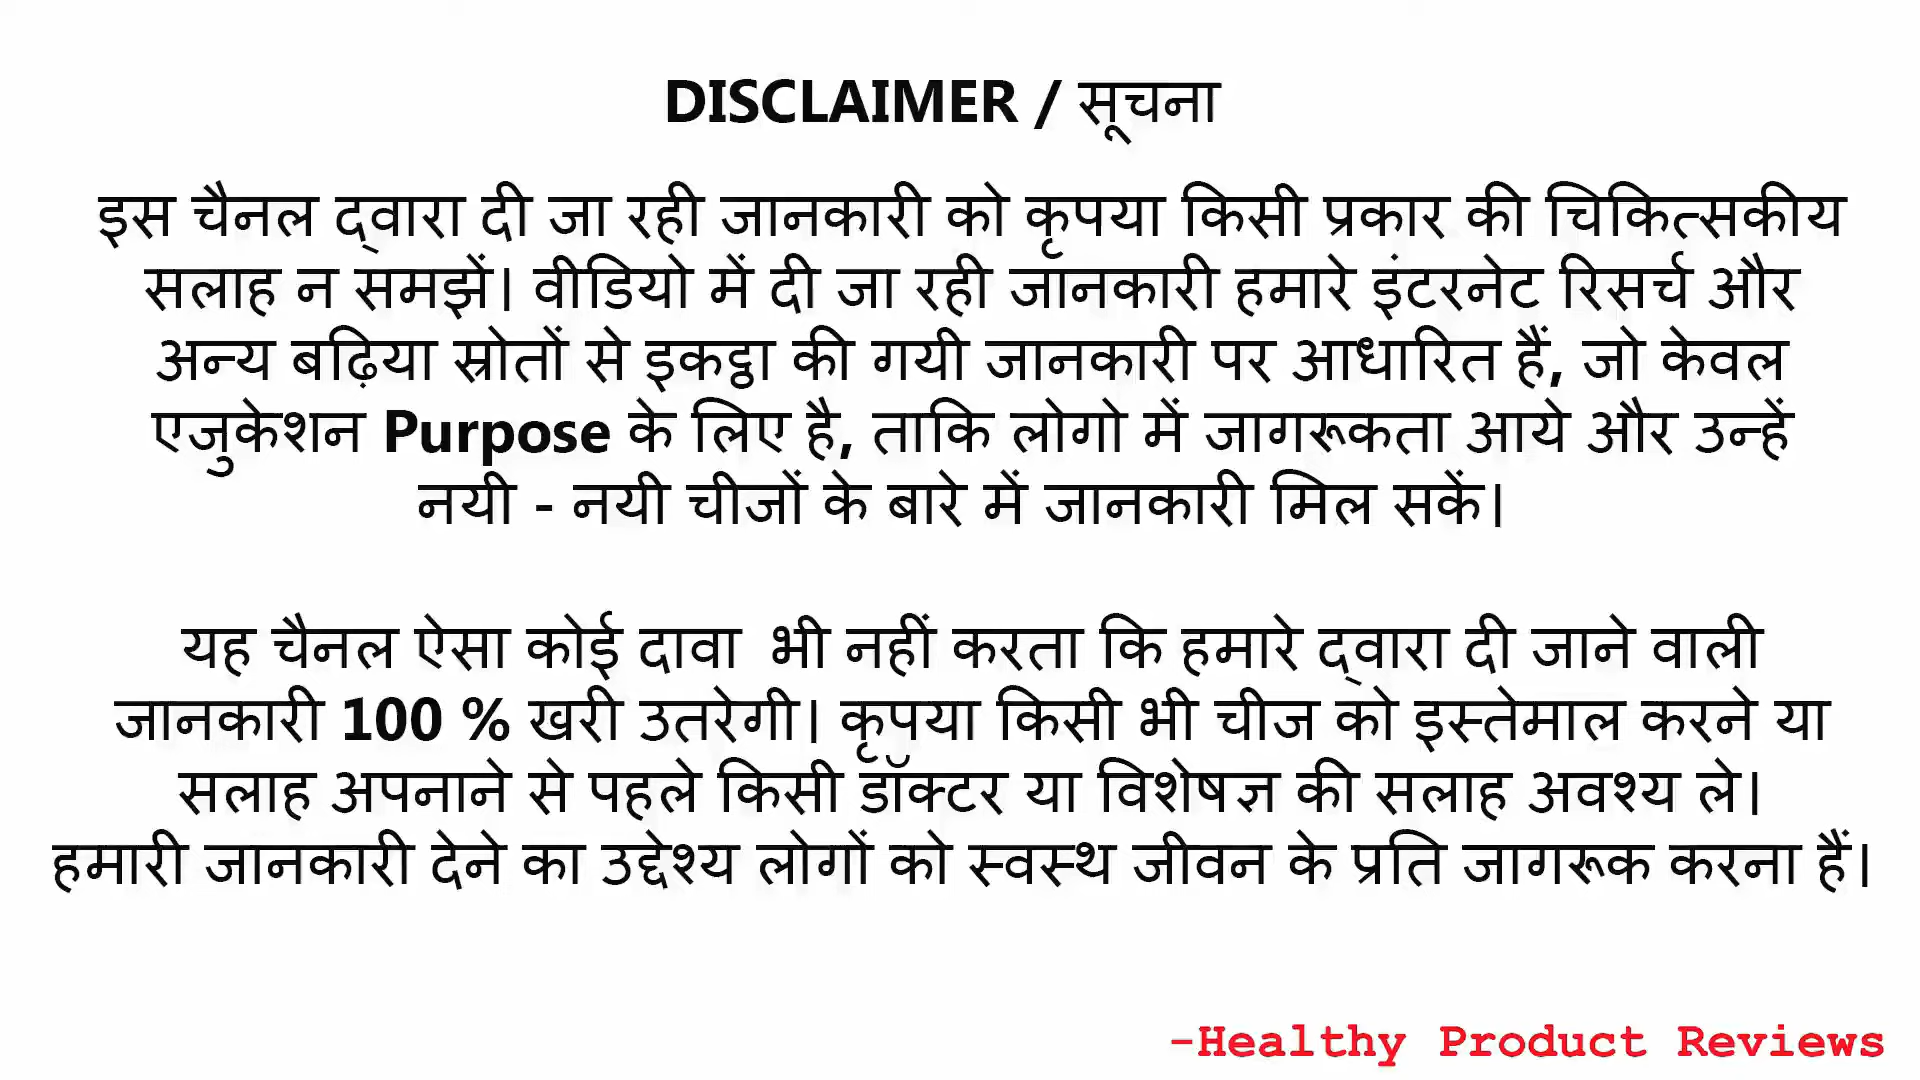 DISCLAIMER / सूचना
इस चैनल द्वारा दी जा रही जानकारी को कृपया किसी प्रकार की चिकित्सकीय
सलाह न समझें। वीडियो में दी जा रही जानकारी हमारे इंटरनेट रिसर्च और
अन्य बढ़िया स्रोतों से इकट्ठा की गयी जानकारी पर आधारित हैं, जो केवल
एजुकेशन Purpose के लिए है, ताकि लोगो में जागरूकता आये और उन्हें
नयी - नयी चीजों के बारे में जानकारी मिल सकें।
यह चैनल ऐसा कोई दावा भी नहीं करता कि हमारे द्वारा दी जाने वाली
जानकारी 100 % खरी उतरेगी। कृपया किसी भी चीज को इस्तेमाल करने या
सलाह अपनाने से पहले किसी डॉक्टर या विशेषज्ञ की सलाह अवश्य ले।
हमारी जानकारी देने का उद्देश्य लोगों को स्वस्थ जीवन के प्रति जागरूक करना हैं।
-Healthy Product Reviews